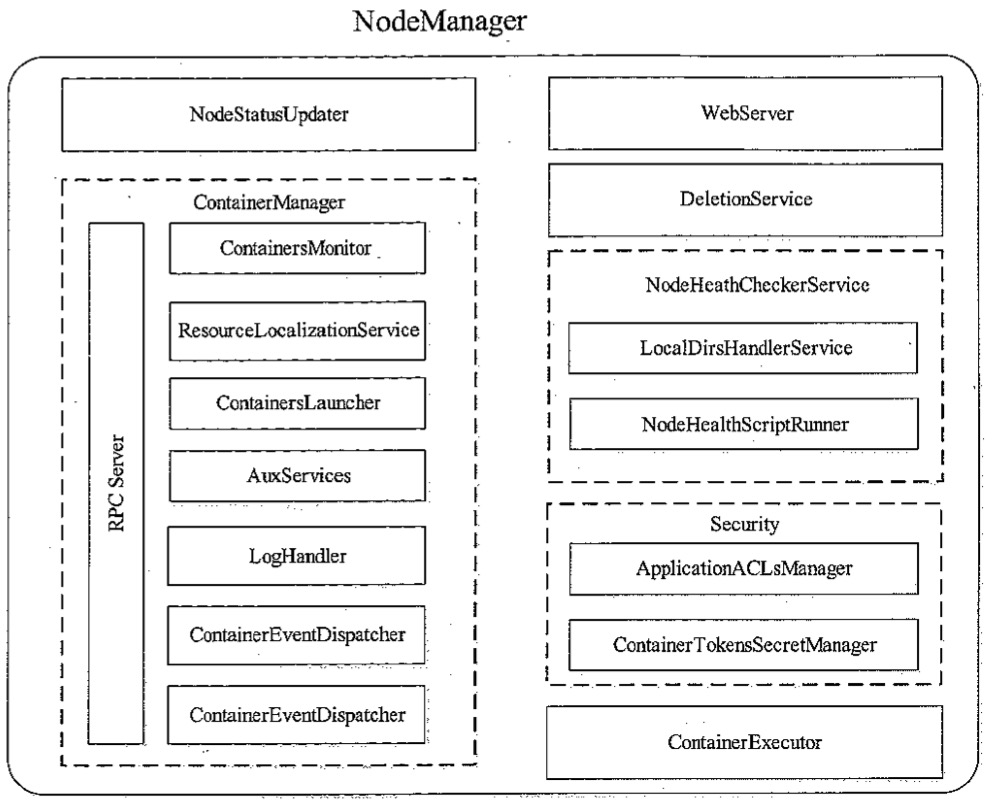 NodeManager
NodeStatusUpdater
ContainerManager
RPC Server
ContainersMonitor
ResourceLocalizationService
ContainersLauncher
AuxServices
LogHandler
ContainerEventDispatcher
ContainerEventDispatcher
WebServer
DeletionService
NodeHeathCheckerService
LocalDirsHandlerService
NodeHealthScriptRunner
Security
ApplicationACLsManager
ContainerTokensSecretManager
ContainerExecutor